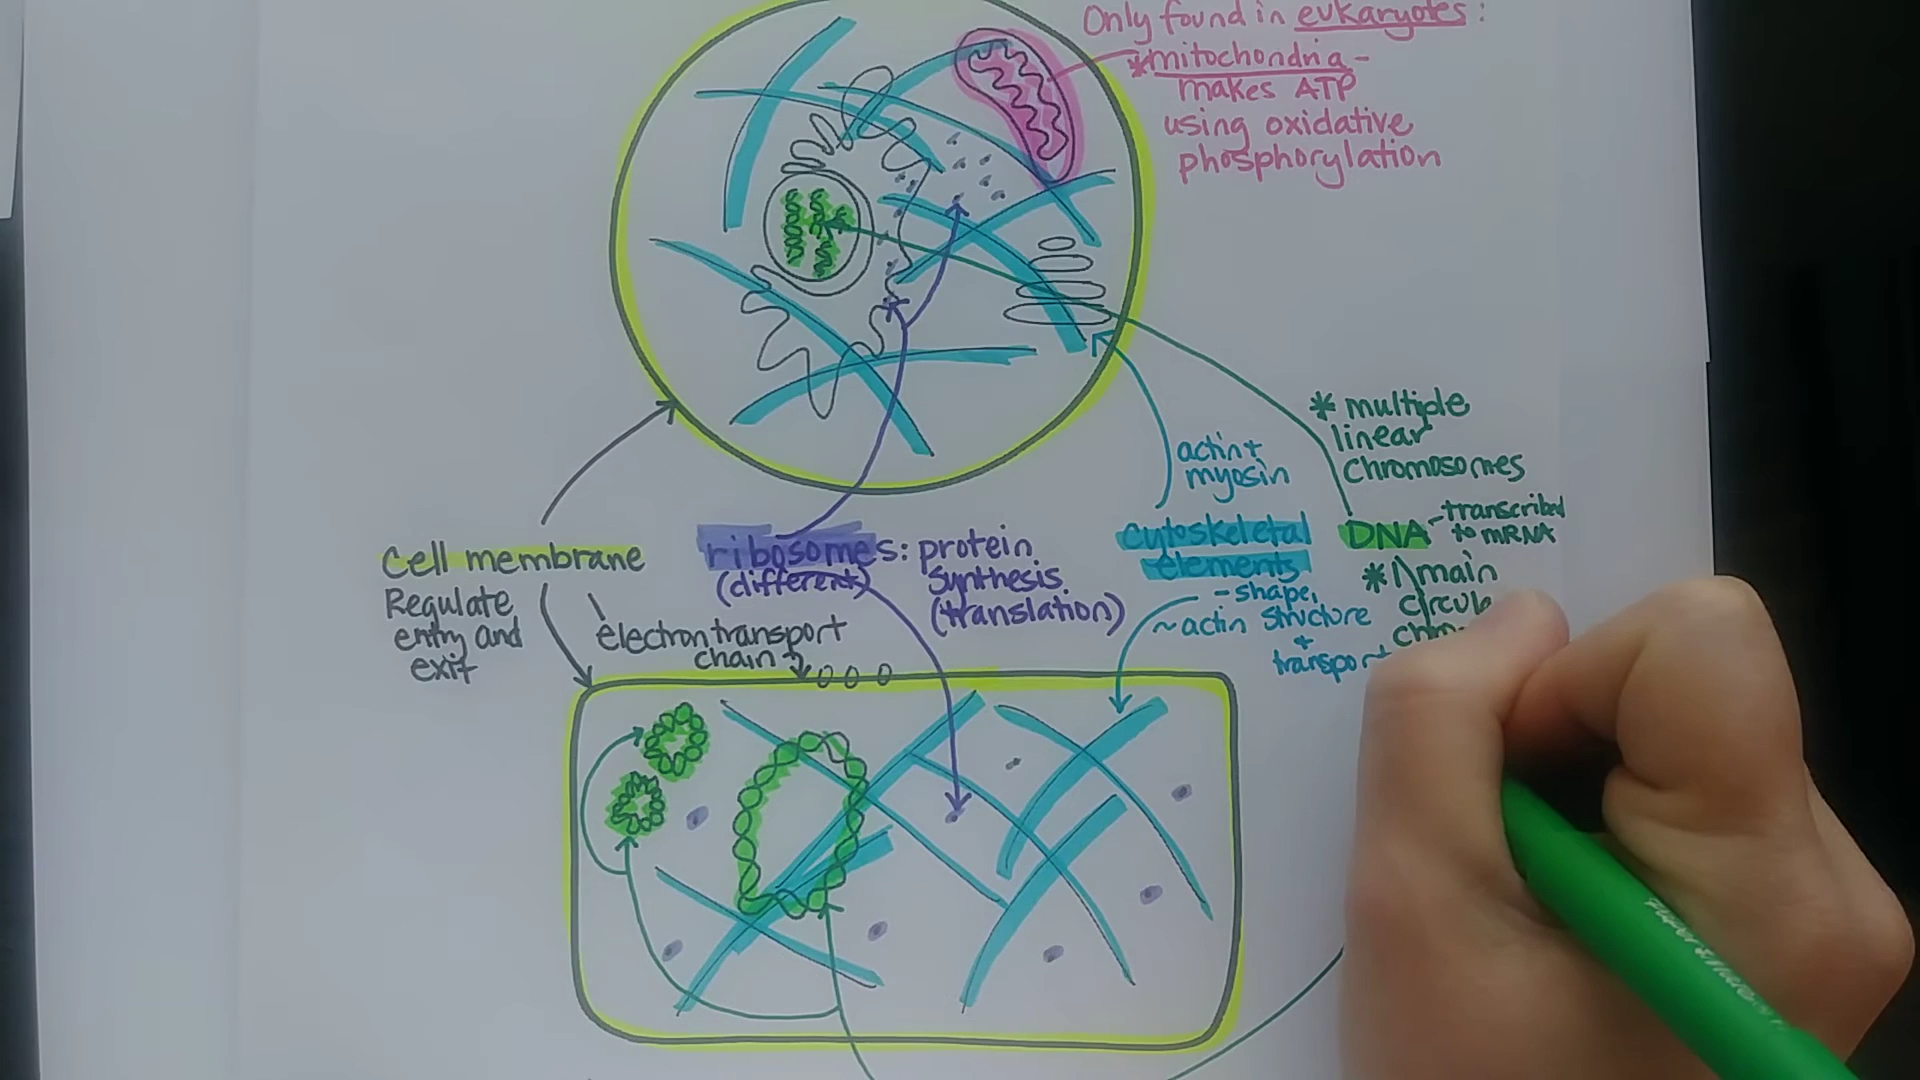 Only found in eukaryotes:
*mitochondria -
makes ATP
using oxidative
phosphorylation
* multiple
linear
chromosomes
actin +
myosin
cell membrane
Regulate
entry and
exit
electron transport
chain
ribosomes: protein
(different)
synthesis
(translation)
cytoskeletal
elements
- shape,
~ actin structure
+
transport
DNA - transcribed
to mRNA
* 1 main
Paper Mate